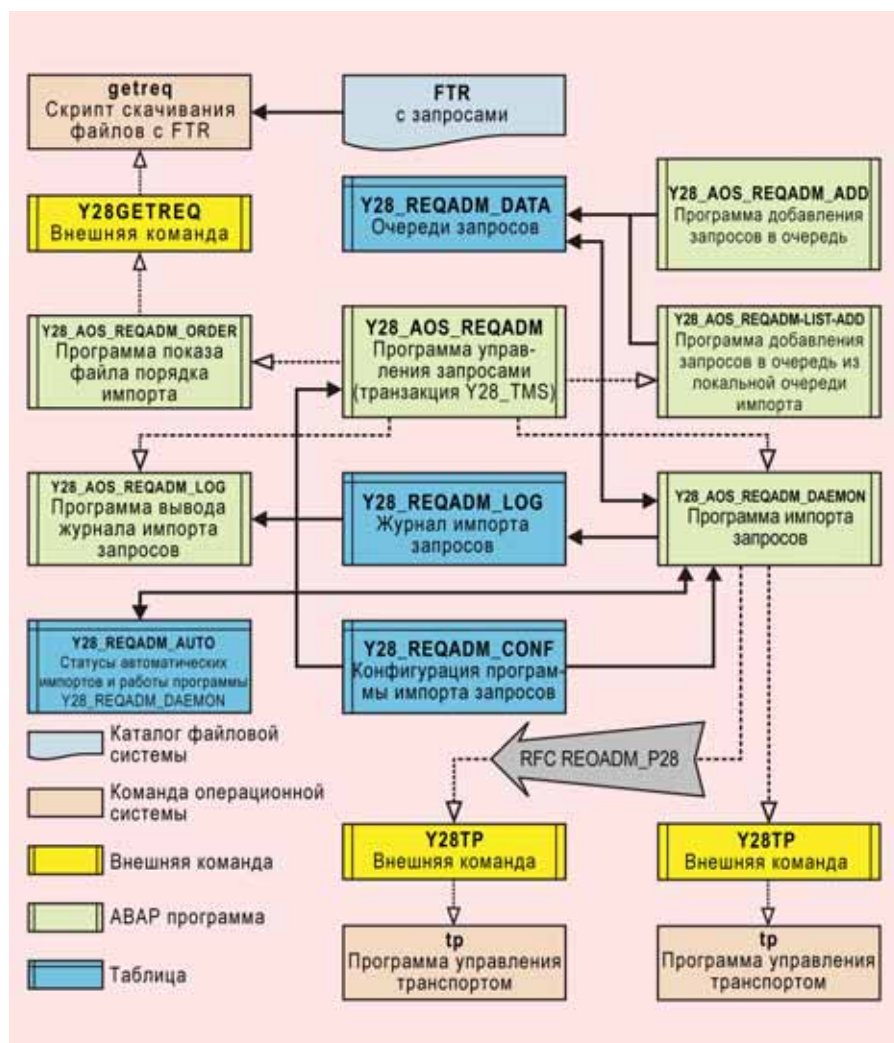 getreq
Скрипт скачивания
файлов с FTR
FTR
с запросами
Y28GETREQ
Внешняя команда
Y28_REQADM_DATA
Очереди запросов
Y28_AOS_REQADM_ADD
Программа добавления
запросов в очередь
Y28_AOS_REQADM_ORDER
Программа показа
файла порядка
импорта
Y28_AOS_REQADM
Программа управ-
ления запросами
(транзакция Y28_TMS)
Y28_AOS_REQADM-LIST-ADD
Программа добавления
запросов в очередь из
локальной очереди
импорта
Y28_AOS_REQADM_LOG
Программа вывода
журнала импорта
запросов
Y28_REQADM_LOG
Журнал импорта
запросов
Y28_AOS_REQADM_DAEMON
Программа импорта
запросов
Y28_REQADM_AUTO
Статусы автоматических
импортов и работы программы
Y28_REQADM_DAEMON
Y28_REQADM_CONF
Конфигурация програм-
мы импорта запросов
Каталог файловой
системы
RFC REOADM_P28
Команда операционной
системы
Y28TP
Внешняя команда
Y28TP
Внешняя команда
Внешняя команда
ABAP программа
tp
Программа управления
транспортом
tp
Программа управления
транспортом
Таблица